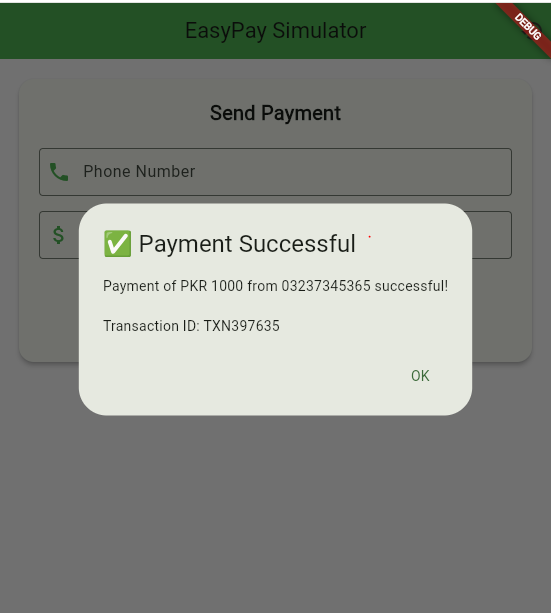 EasyPay Simulator
DEBUG
Send Payment
Phone Number
$
✅ Payment Successful
Payment of PKR 1000 from 03237345365 successful!
Transaction ID: TXN397635
OK